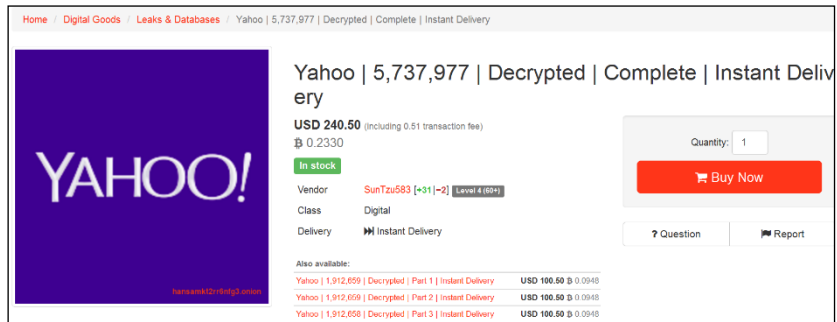 Home / Digital Goods / Leaks & Databases / Yahoo | 5,737,977 | Decrypted | Complete | Instant Delivery
YAHOO!
hansamkt2rr6nfg3.onion
Yahoo | 5,737,977 | Decrypted | Complete | Instant Deliv
ery
USD 240.50 (including 0.51 transaction fee)
฿ 0.2330
In stock
Vendor SunTzu583 [+31|−2] Level 4 (60+)
Class Digital
Delivery Instant Delivery
Also available:
Yahoo | 1,912,659 | Decrypted | Part 1 | Instant Delivery USD 100.50 ฿ 0.0948
Yahoo | 1,912,659 | Decrypted | Part 2 | Instant Delivery USD 100.50 ฿ 0.0948
Yahoo | 1,912,658 | Decrypted | Part 3 | Instant Delivery USD 100.50 ฿ 0.0948
Quantity: 1
Buy Now
? Question
Report